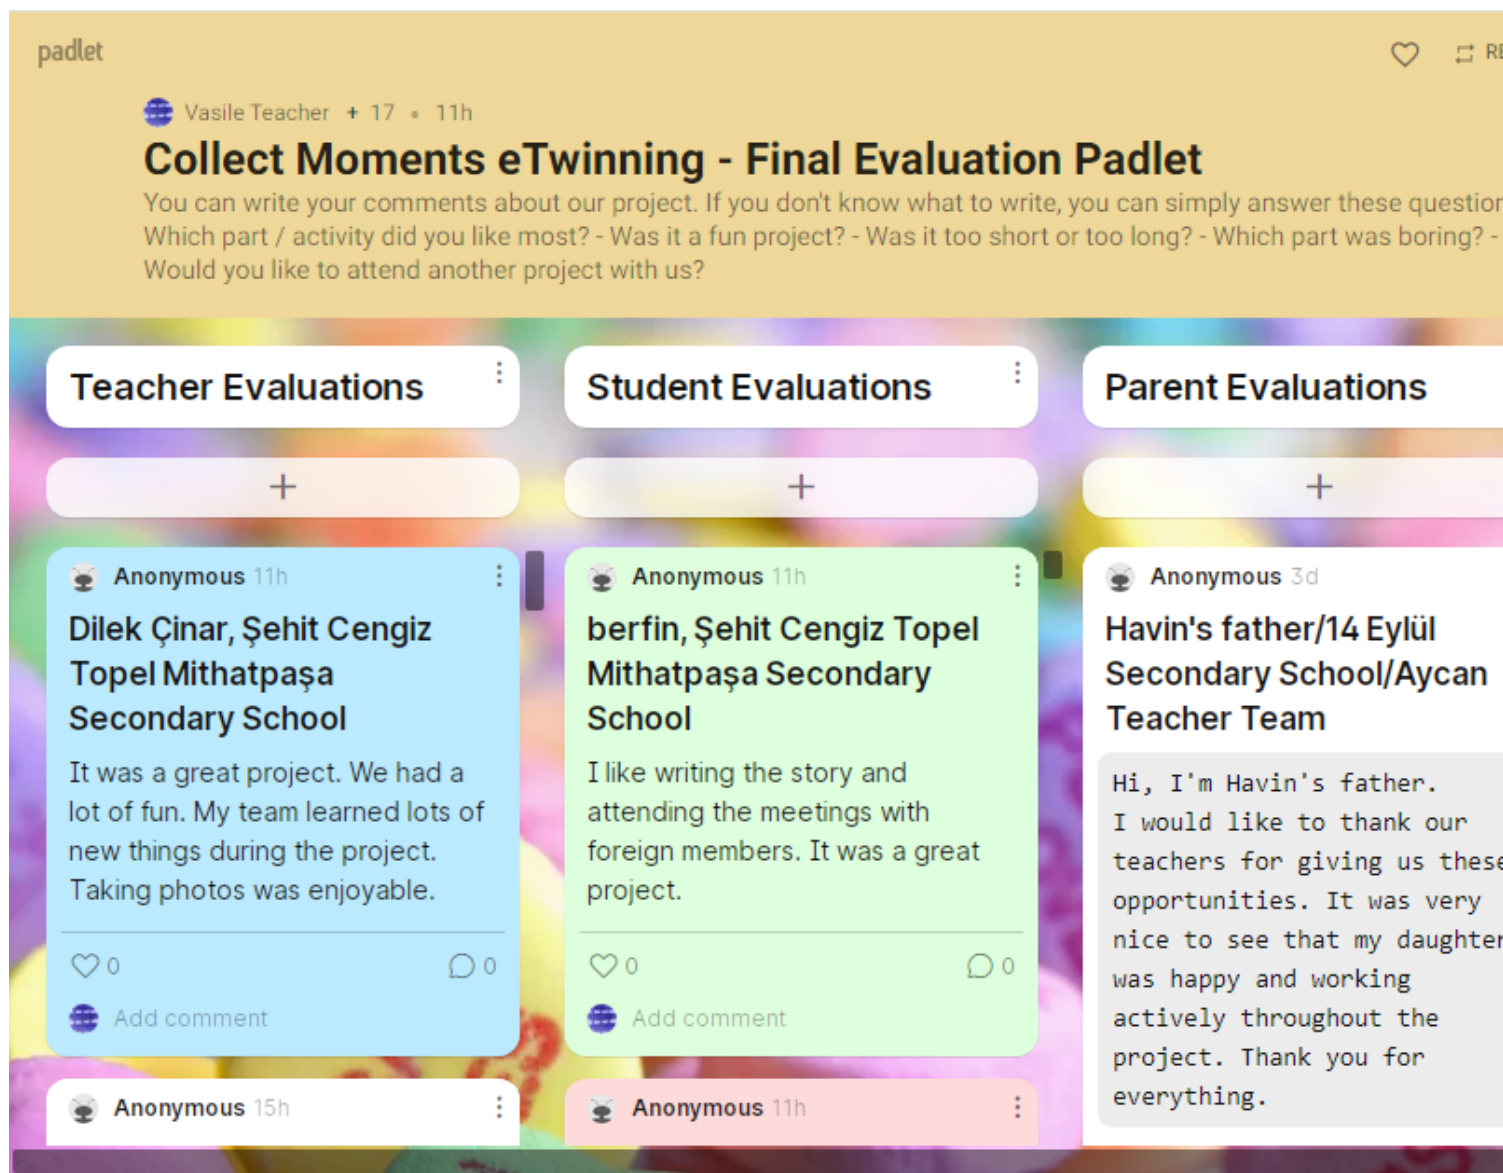 padlet
Vasile Teacher + 17 • 11h
Collect Moments eTwinning - Final Evaluation Padlet
You can write your comments about our project. If you don't know what to write, you can simply answer these question
Which part / activity did you like most? - Was it a fun project? - Was it too short or too long? - Which part was boring? -
Would you like to attend another project with us?
Teacher Evaluations
+
Anonymous 11h
Dilek Çinar, Şehit Cengiz
Topel Mithatpaşa
Secondary School
It was a great project. We had a
lot of fun. My team learned lots of
new things during the project.
Taking photos was enjoyable.
0 0
Add comment
Anonymous 15h
Student Evaluations
+
Anonymous 11h
berfin, Şehit Cengiz Topel
Mithatpaşa Secondary
School
I like writing the story and
attending the meetings with
foreign members. It was a great
project.
0 0
Add comment
Anonymous 11h
Parent Evaluations
+
Anonymous 3d
Havin's father/14 Eylül
Secondary School/Aycan
Teacher Team
Hi, I'm Havin's father.
I would like to thank our
teachers for giving us these
opportunities. It was very
nice to see that my daughter
was happy and working
actively throughout the
project. Thank you for
everything.